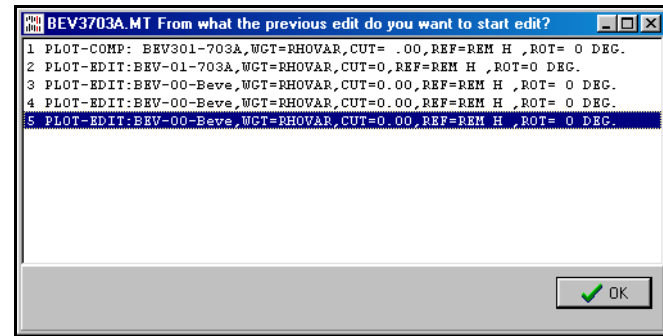 BEV3703A.MT From what the previous edit do you want to start edit?
1 PLOT-COMP: BEV301-703A,WGT=RHOVAR,CUT= .00,REF=REM H ,ROT= 0 DEG.
2 PLOT-EDIT:BEV-01-703A,WGT=RHOVAR,CUT=0,REF=REM H ,ROT=0 DEG.
3 PLOT-EDIT:BEV-00-Beve,WGT=RHOVAR,CUT=0.00,REF=REM H ,ROT= 0 DEG.
4 PLOT-EDIT:BEV-00-Beve,WGT=RHOVAR,CUT=0.00,REF=REM H ,ROT= 0 DEG.
5 PLOT-EDIT:BEV-00-Beve,WGT=RHOVAR,CUT=0.00,REF=REM H ,ROT= 0 DEG.
OK